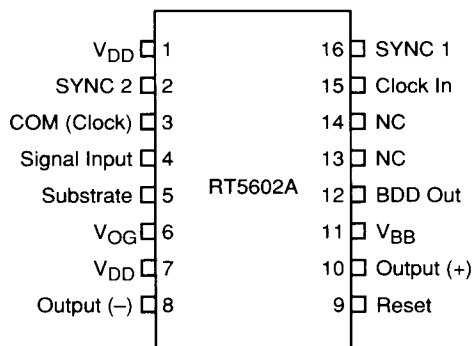 V_DD 1 16 SYNC 1
SYNC 2 2 15 Clock In
COM (Clock) 3 14 NC
Signal Input 4 13 NC
Substrate 5 RT5602A 12 BDD Out
V_OG 6 11 V_BB
V_DD 7 10 Output (+)
Output (–) 8 9 Reset